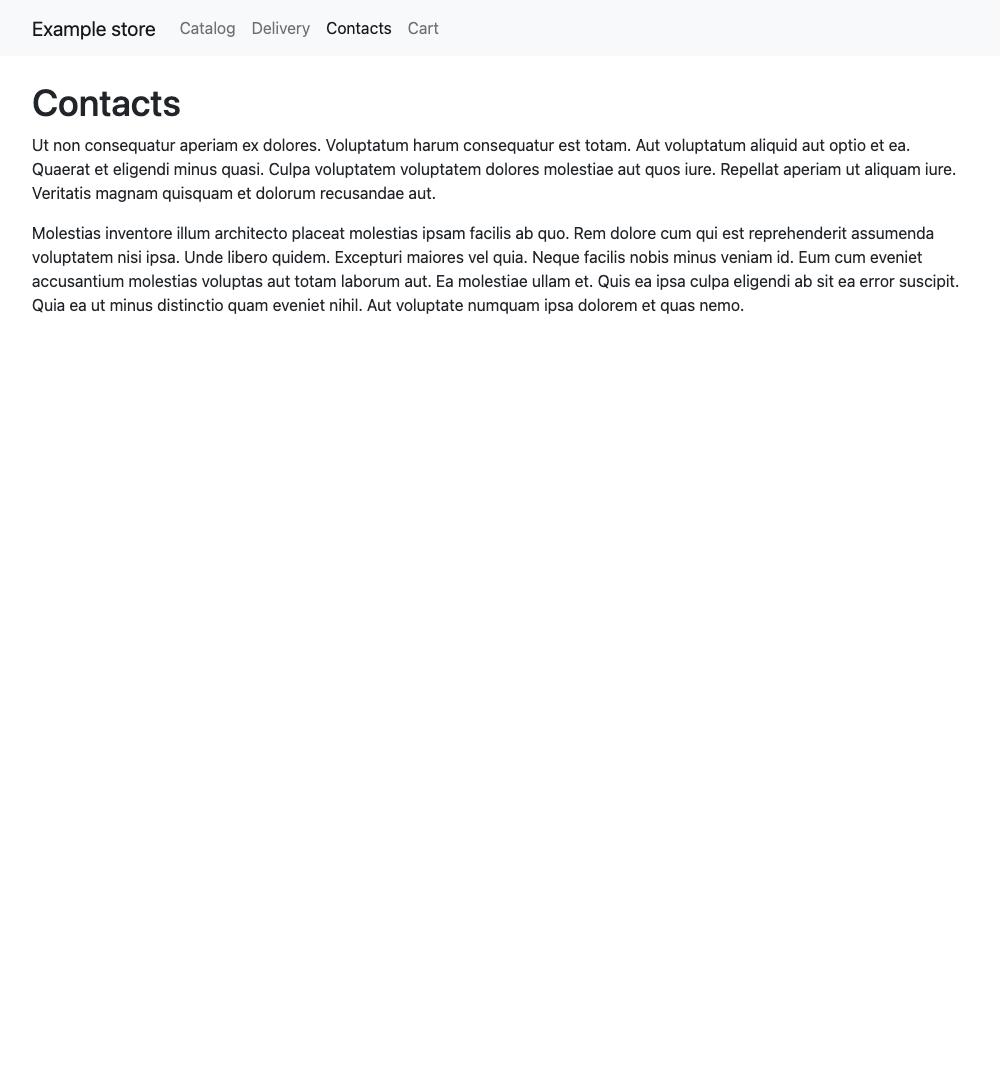 Example store Catalog Delivery Contacts Cart
Contacts
Ut non consequatur aperiam ex dolores. Voluptatum harum consequatur est totam. Aut voluptatum aliquid aut optio et ea.
Quaerat et eligendi minus quasi. Culpa voluptatem voluptatem dolores molestiae aut quos iure. Repellat aperiam ut aliquam iure.
Veritatis magnam quisquam et dolorum recusandae aut.
Molestias inventore illum architecto placeat molestias ipsam facilis ab quo. Rem dolore cum qui est reprehenderit assumenda
voluptatem nisi ipsa. Unde libero quidem. Excepturi maiores vel quia. Neque facilis nobis minus veniam id. Eum cum eveniet
accusantium molestias voluptas aut totam laborum aut. Ea molestiae ullam et. Quis ea ipsa culpa eligendi ab sit ea error suscipit.
Quia ea ut minus distinctio quam eveniet nihil. Aut voluptate numquam ipsa dolorem et quas nemo.